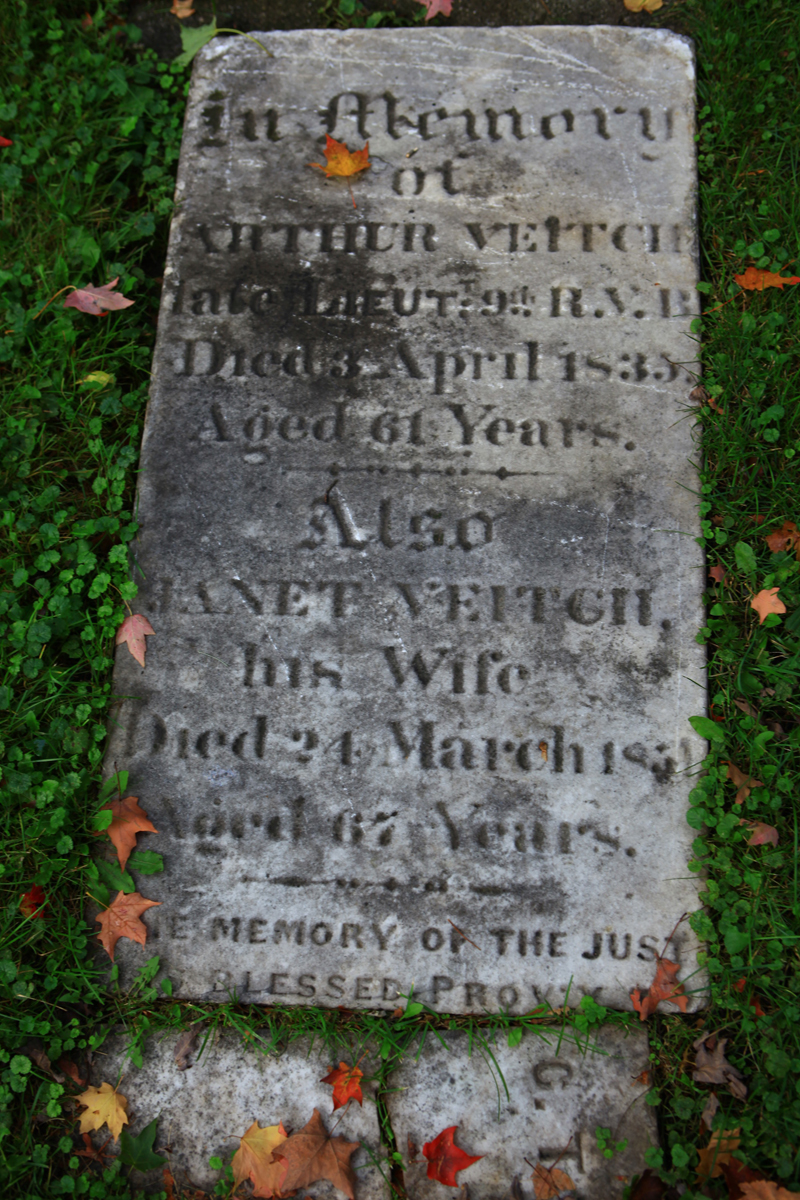 In Memory
of
ARTHUR VEITCH
late LIEUT.T 9th R.V.B
Died 3 April 1835.
Aged 61 Years.
Also
JANET VEITCH,
his Wife
Died 24 March
Aged 67 Years.
MEMORY OF THE JUST
BLESSED PROV. X
C.